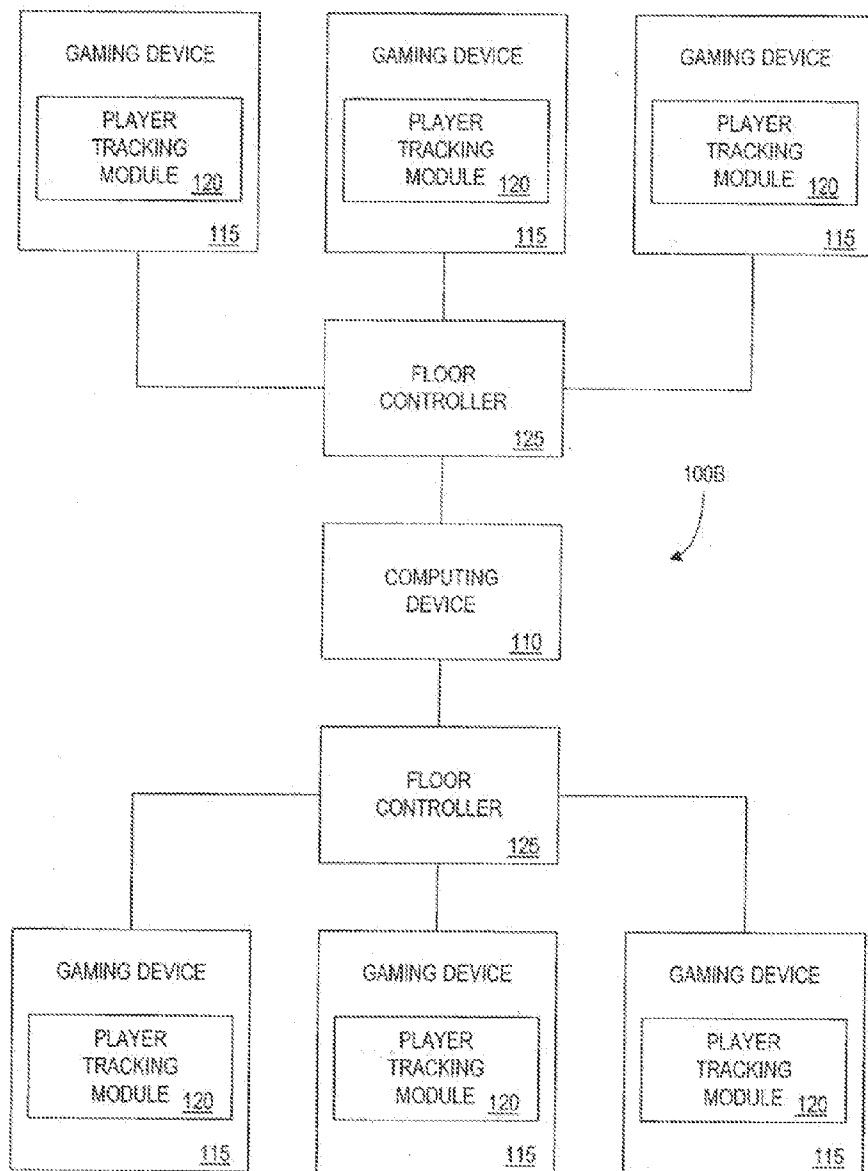 GAMING DEVICE
PLAYER
TRACKING
MODULE 120
115
GAMING DEVICE
PLAYER
TRACKING
MODULE 120
115
GAMING DEVICE
PLAYER
TRACKING
MODULE 120
115
FLOOR
CONTROLLER
125
100B
COMPUTING
DEVICE
110
FLOOR
CONTROLLER
125
GAMING DEVICE
PLAYER
TRACKING
MODULE 120
115
GAMING DEVICE
PLAYER
TRACKING
MODULE 120
115
GAMING DEVICE
PLAYER
TRACKING
MODULE 120
115